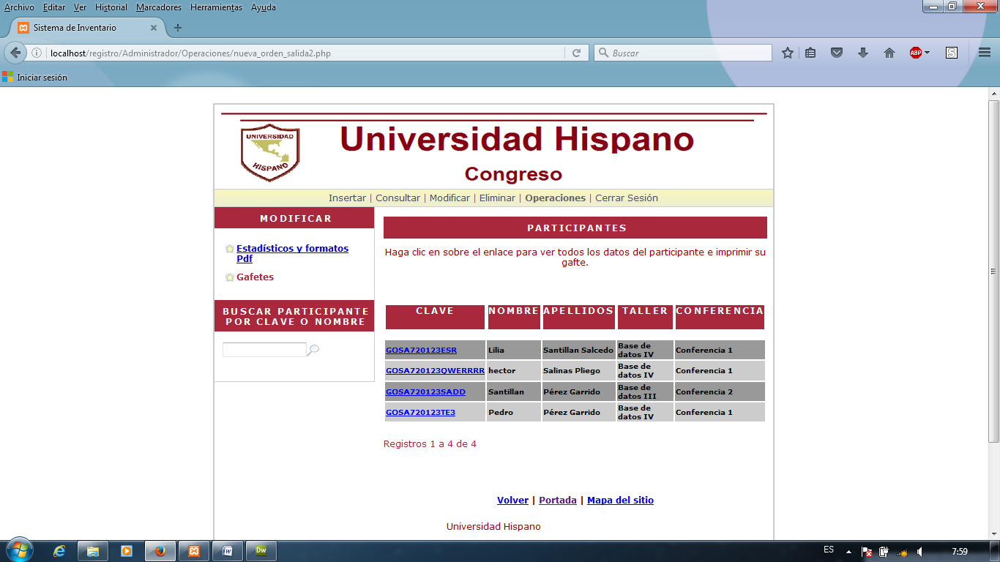 Archivo Editar Ver Historial Marcadores Herramientas Ayuda
Sistema de Inventario
localhost/registro/Administrador/Operaciones/nueva_orden_salida2.php
Buscar
ABP
S
Iniciar sesión
UNIVERSIDAD
HISPANO
Universidad Hispano
Congreso
Insertar | Consultar | Modificar | Eliminar | Operaciones | Cerrar Sesión
MODIFICAR
Estadísticos y formatos
Pdf
Gafetes
BUSCAR PARTICIPANTE
POR CLAVE O NOMBRE
PARTICIPANTES
Haga clic en sobre el enlace para ver todos los datos del participante e imprimir su
gafte.
CLAVE NOMBRE APELLIDOS TALLER CONFERENCIA
GOSA720123ESR Lilia Santillan Salcedo Base de datos IV Conferencia 1
GOSA720123QWERRRR hector Salinas Pliego Base de datos IV Conferencia 1
GOSA720123SADD Santillan Pérez Garrido Base de datos III Conferencia 2
GOSA720123TE3 Pedro Pérez Garrido Base de datos IV Conferencia 1
Registros 1 a 4 de 4
Volver | Portada | Mapa del sitio
Universidad Hispano
W
Dw
ES
7:59